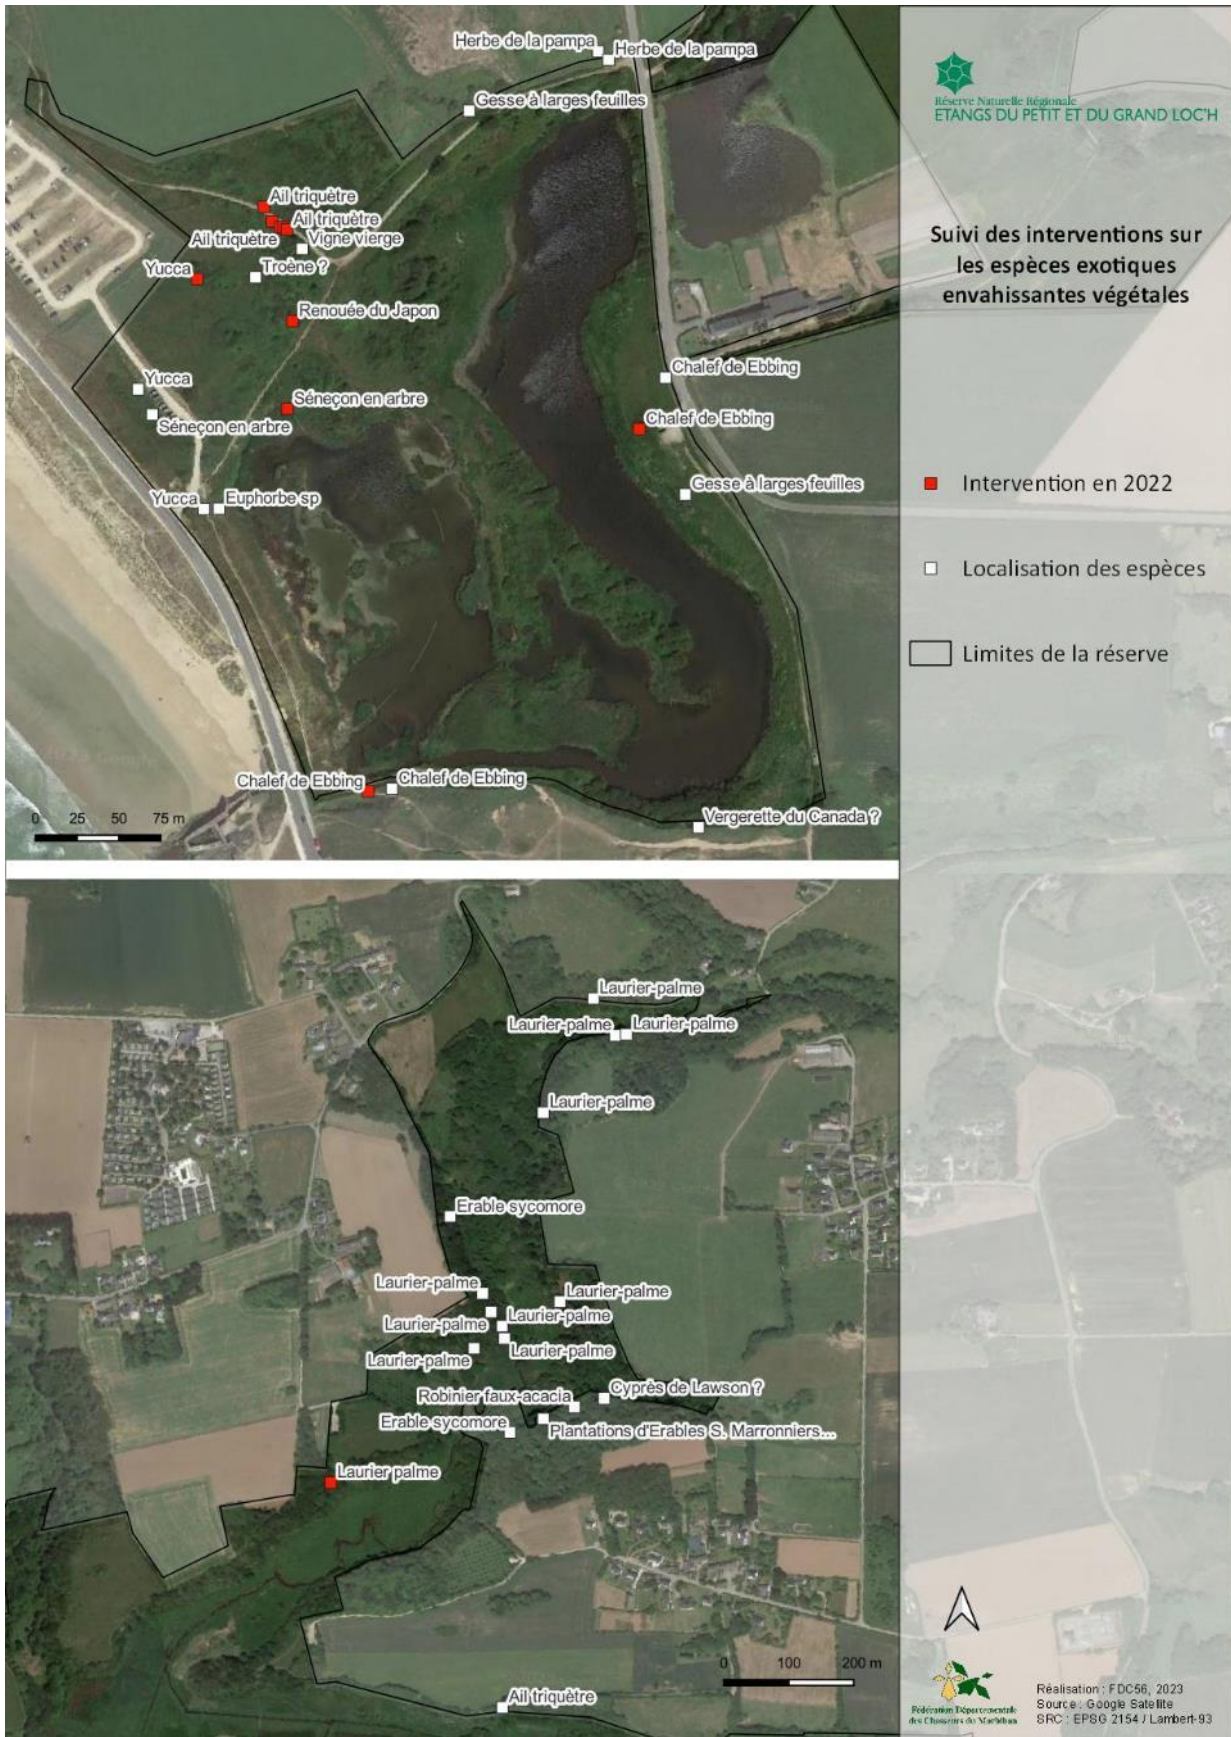 Herbe de la pampa
Herbe de la pampa
Gesse à larges feuilles
Ail triquètre
Ail triquètre
Ail triquètre
Vigne vierge
Yucca
Troène ?
Renouée du Japon
Chalef de Ebbing
Yucca
Séneçon en arbre
Séneçon en arbre
Chalef de Ebbing
Gesse à larges feuilles
Yucca
Euphorbe sp
Chalef de Ebbing
Chalef de Ebbing
Vergerette du Canada ?
0 25 50 75 m
Laurier-palme
Laurier-palme
Laurier-palme
Laurier-palme
Erable sycomore
Laurier-palme
Laurier-palme
Laurier-palme
Laurier-palme
Laurier-palme
Laurier-palme
Cyprès de Lawson ?
Robinier faux-acacia
Erable sycomore
Plantations d'Erables S. Marronniers...
Laurier palme
0 100 200 m
Ail triquètre
Réserve Naturelle Régionale
ETANGS DU PETIT ET DU GRAND LOC'H
Suivi des interventions sur
les espèces exotiques
envahissantes végétales
Intervention en 2022
Localisation des espèces
Limites de la réserve
Fédération Départementale
des Chasseurs du Morbihan
Réalisation : FDC56, 2023
Source : Google Satellite
SRC : EPSG 2154 / Lambert-93